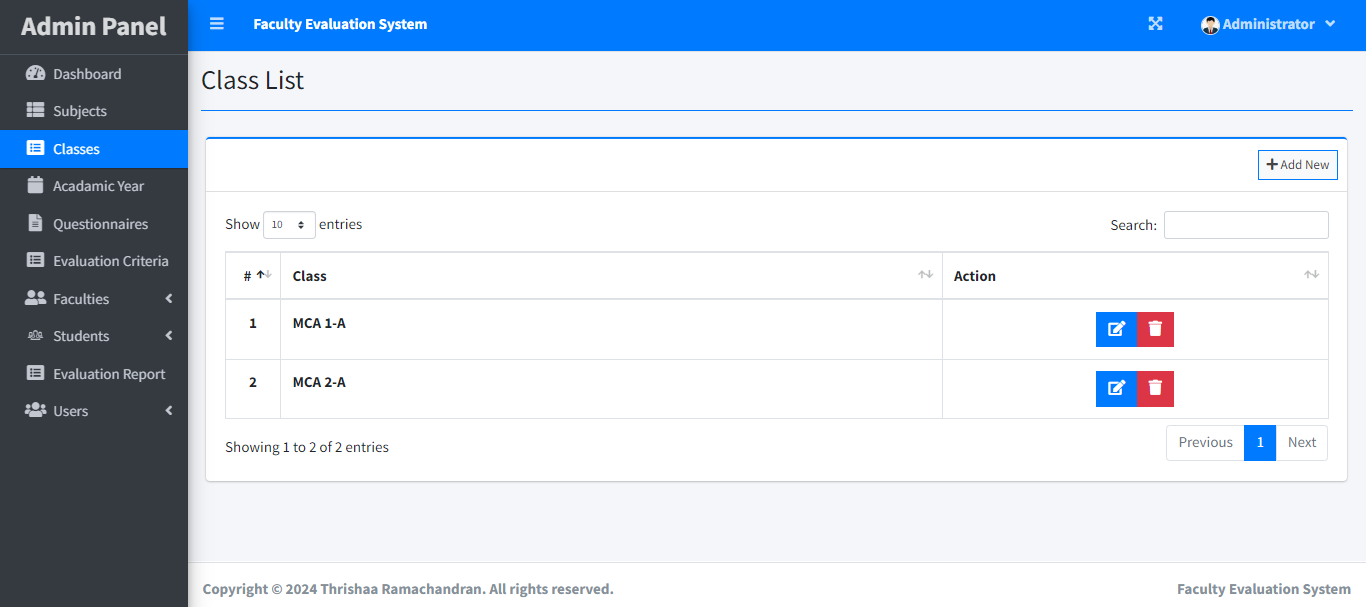 Admin Panel
Faculty Evaluation System
Administrator
Dashboard
Subjects
Classes
Acadamic Year
Questionnaires
Evaluation Criteria
Faculties
Students
Evaluation Report
Users
Class List
Add New
Show 10 entries
Search:
# Class Action
1 MCA 1-A
2 MCA 2-A
Showing 1 to 2 of 2 entries
Previous 1 Next
Copyright © 2024 Thrishaa Ramachandran. All rights reserved.
Faculty Evaluation System